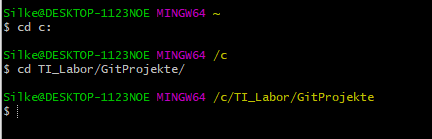 Silke@DESKTOP-1123NOE MINGW64 ~
$ cd c:
Silke@DESKTOP-1123NOE MINGW64 /c
$ cd TI_Labor/GitProjekte/
Silke@DESKTOP-1123NOE MINGW64 /c/TI_Labor/GitProjekte
$